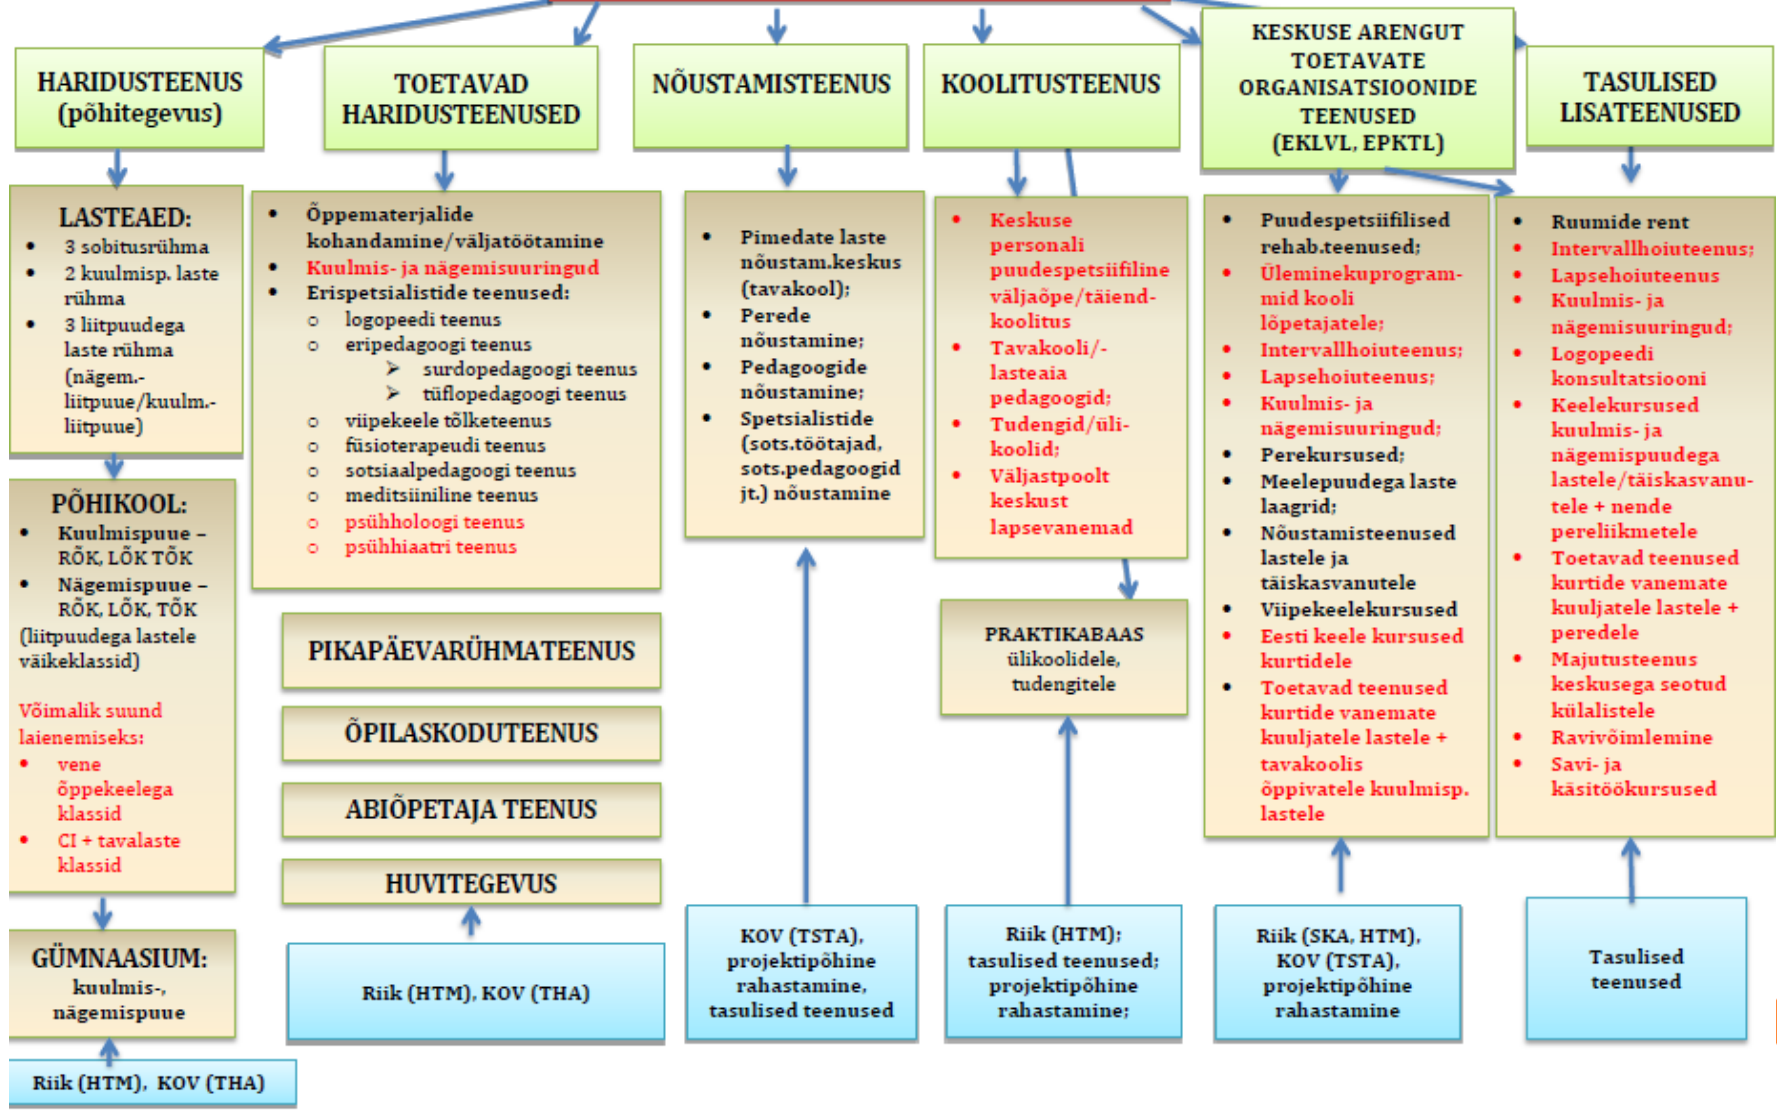 HARIDUSTEENUS
(põhitegevus)
TOETAVAD
HARIDUSTEENUSED
NÕUSTAMISTEENUS
KOOLITUSTEENUS
KESKUSE ARENGUT
TOETAVATE
ORGANISATSIOONIDE
TEENUSED
(EKLVL, EPKTL)
TASULISED
LISATEENUSED
LASTEAED:
• 3 sobitusrühma
• 2 kuulmisp. laste
rühma
• 3 liitpuudega
laste rühma
(nägem.-
liitpuue/kuulm.-
liitpuue)
PÕHIKOOL:
• Kuulmispuue –
RÕK, LÕK TÕK
• Nägemispuue –
RÕK, LÕK, TÕK
(liitpuudega lastele
väikeklassid)
Võimalik suund
laienemiseks:
• vene
õppekeelega
klassid
• CI + tavalaste
klassid
GÜMNAASIUM:
kuulmis-,
nägemispuue
Riik (HTM), KOV (THA)
• Õppematerjalide
kohandamine/väljatöötamine
• Kuulmis- ja nägemisuuringud
• Erispetsialistide teenused:
o logopeedi teenus
o eripedagoogi teenus
➢ surdopedagoogi teenus
➢ tüflopedagoogi teenus
o viipekeele tõlketeenus
o füsioterapeudi teenus
o sotsiaalpedagoogi teenus
o meditsiiniline teenus
o psühholoogi teenus
o psühhiaatri teenus
PIKAPÄEVARÜHMATEENUS
ÕPILASKODUTEENUS
ABIÕPETAJA TEENUS
HUVITEGEVUS
Riik (HTM), KOV (THA)
• Pimedate laste
nõustam.keskus
(tavakool);
• Perede
nõustamine;
• Pedagoogide
nõustamine;
• Spetsialistide
(sots.töötajad,
sots.pedagoogid
jt.) nõustamine
KOV (TSTA),
projektipõhine
rahastamine,
tasulised teenused
• Keskuse
personali
puudespetsiifiline
väljaõpe/täiend-
koolitus
• Tavakooli/-
lasteaia
pedagoogid;
• Tudengid/üli-
koolid;
• Väljastpoolt
keskust
lapsevanemad
PRAKTIKABAAS
ülikoolidele,
tudengitele
Riik (HTM);
tasulised teenused;
projektipõhine
rahastamine;
• Puudespetsiifilised
rehab.teenused;
• Üleminekuprogram-
mid kooli
lõpetajatele;
• Intervallhoiuteenus;
• Lapsehoiuteenus;
• Kuulmis- ja
nägemisuuringud;
• Perekursused;
• Meelepuudega laste
laagrid;
• Nõustamisteenused
lastele ja
täiskasvanutele
• Viipekeelekursused
• Eesti keele kursused
kurtidele
• Toetavad teenused
kurtide vanemate
kuuljatele lastele +
tavakoolis
õppivatele kuulmisp.
lastele
Riik (SKA, HTM),
KOV (TSTA),
projektipõhine
rahastamine
• Ruumide rent
• Intervallhoiuteenus;
• Lapsehoiuteenus
• Kuulmis- ja
nägemisuuringud;
• Logopeedi
konsultatsiooni
• Keelekursused
kuulmis- ja
nägemispuudega
lastele/täiskasvanu-
tele + nende
pereliikmetele
• Toetavad teenused
kurtide vanemate
kuuljatele lastele +
peredele
• Majutusteenus
keskusega seotud
külalistele
• Ravivõimlemine
• Savi- ja
käsitöökursused
Tasulised
teenused